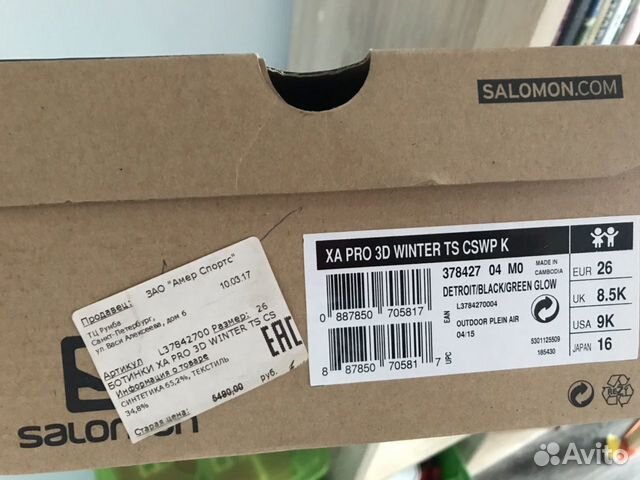 SALOMON.COM
XA PRO 3D WINTER TS CSWP K
378427 04 M0
MADE IN CAMBODIA
DETROIT/BLACK/GREEN GLOW
EAN
L3784270004
0 887850 705817
OUTDOOR PLEIN AIR
04/15
5301125509
185430
8 87850 70581 7
UPC
EUR 26
UK 8.5K
USA 9K
JAPAN 16
Продавец: ЗАО "Амер Спортс"
ТЦ Румба 10.03.17
Санкт-Петербург,
ул. Васи Алексеева, дом 6
Артикул L37842700 Размер: 26
БОТИНКИ XA PRO 3D WINTER TS CS
Информация о товаре
СИНТЕТИКА 65,2%, ТЕКСТИЛЬ
34,8%
Старая цена: 5490,00 руб.
EAC
SALOMON
Avito